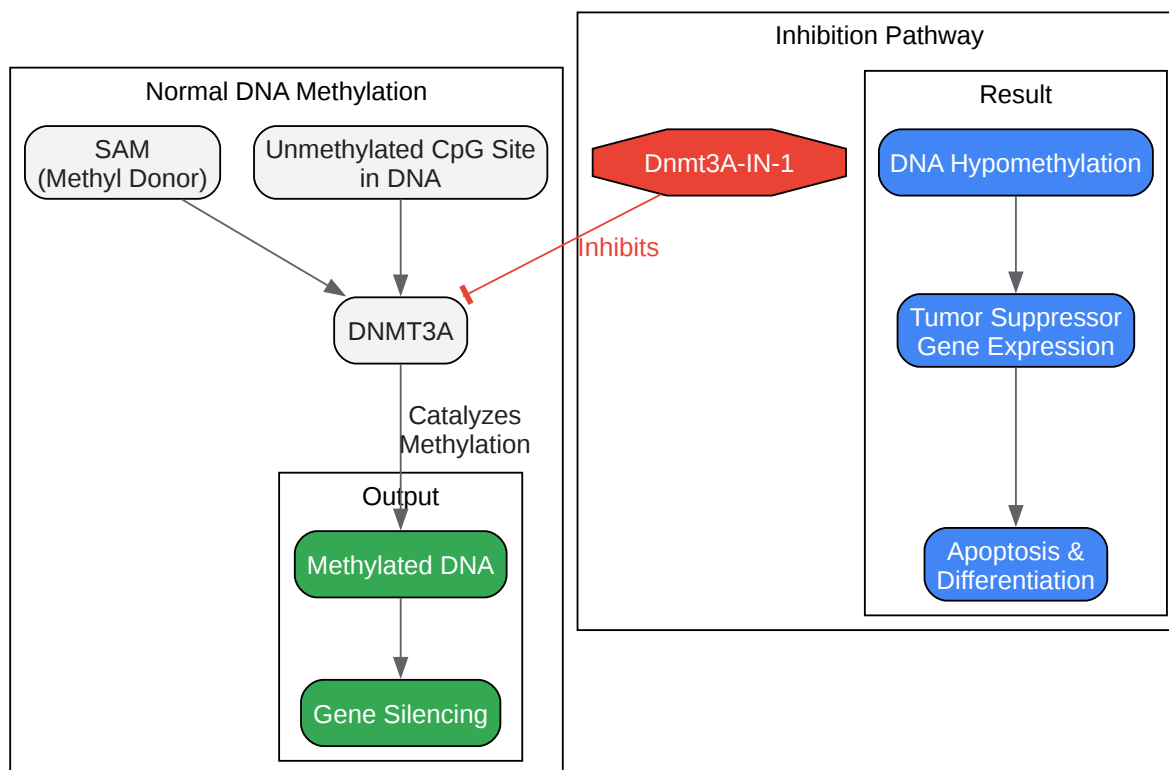 Normal DNA Methylation
SAM
(Methyl Donor)
Unmethylated CpG Site
in DNA
DNMT3A
Catalyzes
Methylation
Output
Methylated DNA
Gene Silencing
Inhibition Pathway
Dnmt3A-IN-1
Inhibits
Result
DNA Hypomethylation
Tumor Suppressor
Gene Expression
Apoptosis &
Differentiation